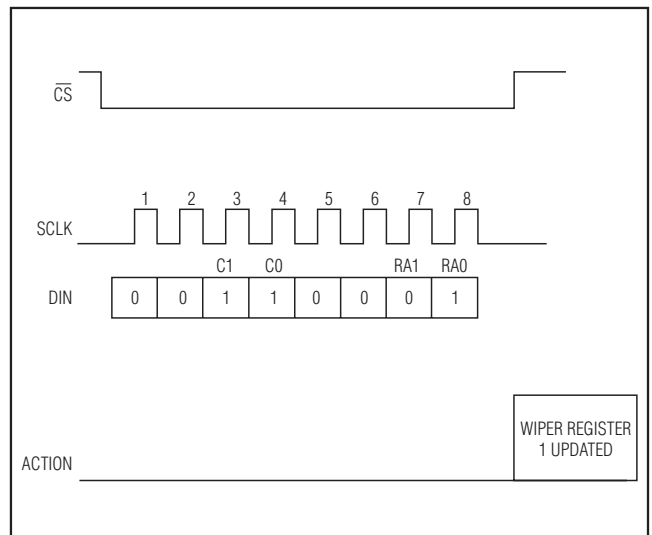 C̅S̅
1 2 3 4 5 6 7 8
SCLK
C1 C0 RA1 RA0
DIN 0 0 1 1 0 0 0 1
WIPER REGISTER
1 UPDATED
ACTION